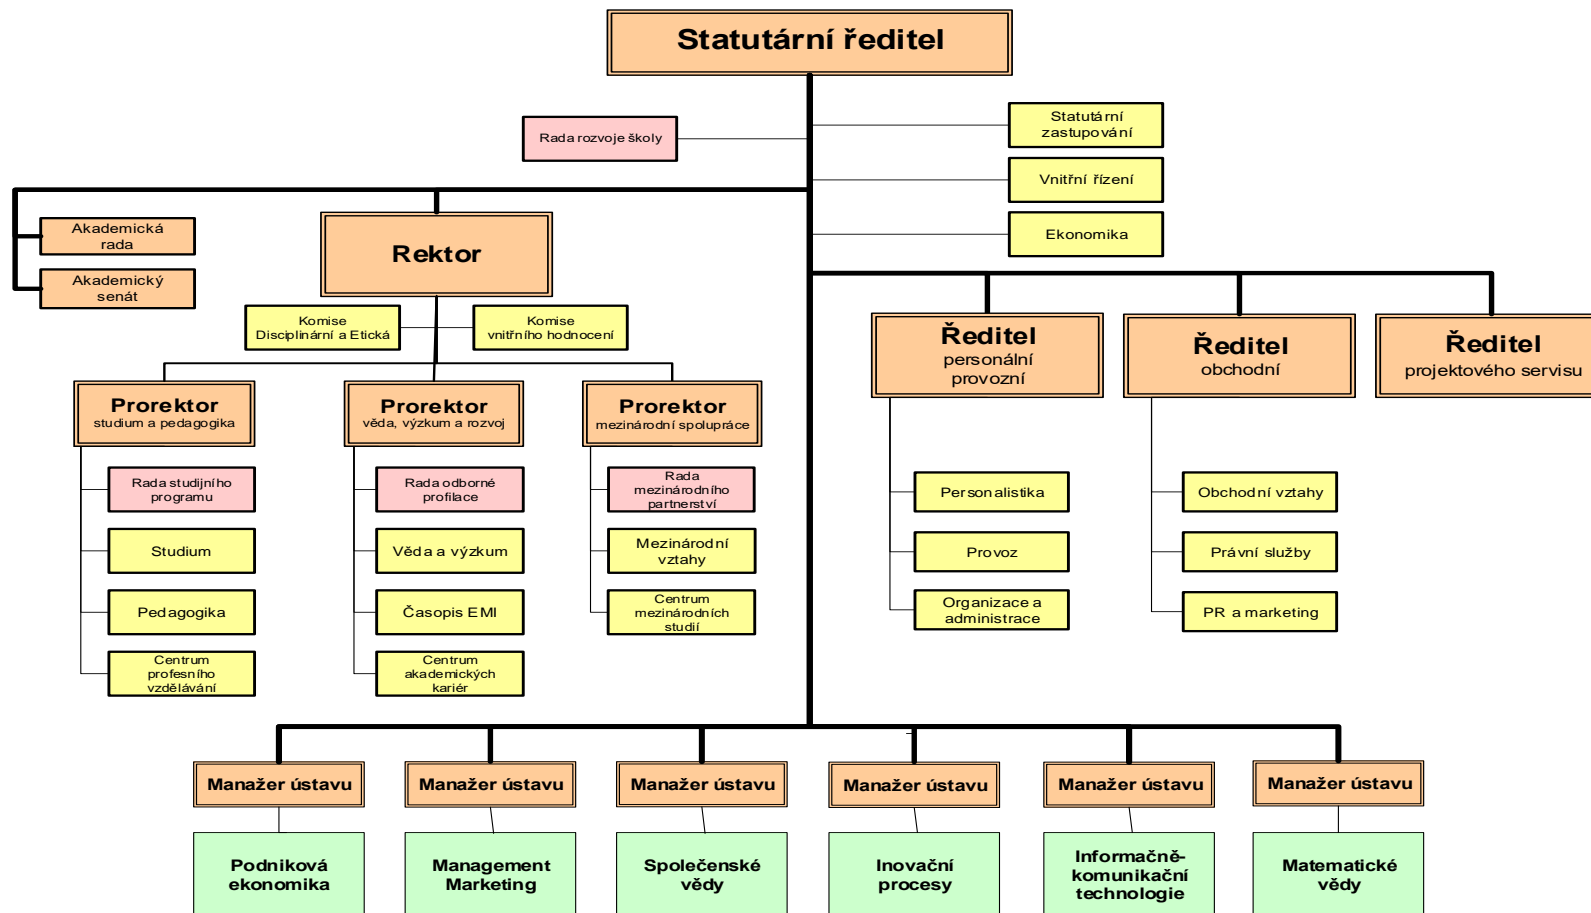 Statutární ředitel
Rada rozvoje školy
Statutární
zastupování
Vnitřní řízení
Ekonomika
Akademická
rada
Akademický
senát
Rektor
Komise
Disciplinární a Etická
Komise
vnitřního hodnocení
Ředitel
personální
provozní
Ředitel
obchodní
Ředitel
projektového servisu
Prorektor
studium a pedagogika
Prorektor
věda, výzkum a rozvoj
Prorektor
mezinárodní spolupráce
Rada studijního
programu
Studium
Pedagogika
Centrum
profesního
vzdělávání
Rada odborné
profilace
Věda a výzkum
Časopis EMI
Centrum
akademických
kariér
Rada
mezinárodního
partnerství
Mezinárodní
vztahy
Centrum
mezinárodních
studií
Personalistika
Provoz
Organizace a
administrace
Obchodní vztahy
Právní služby
PR a marketing
Manažer ústavu
Manažer ústavu
Manažer ústavu
Manažer ústavu
Manažer ústavu
Manažer ústavu
Podniková
ekonomika
Management
Marketing
Společenské
vědy
Inovační
procesy
Informačně-
komunikační
technologie
Matematické
vědy